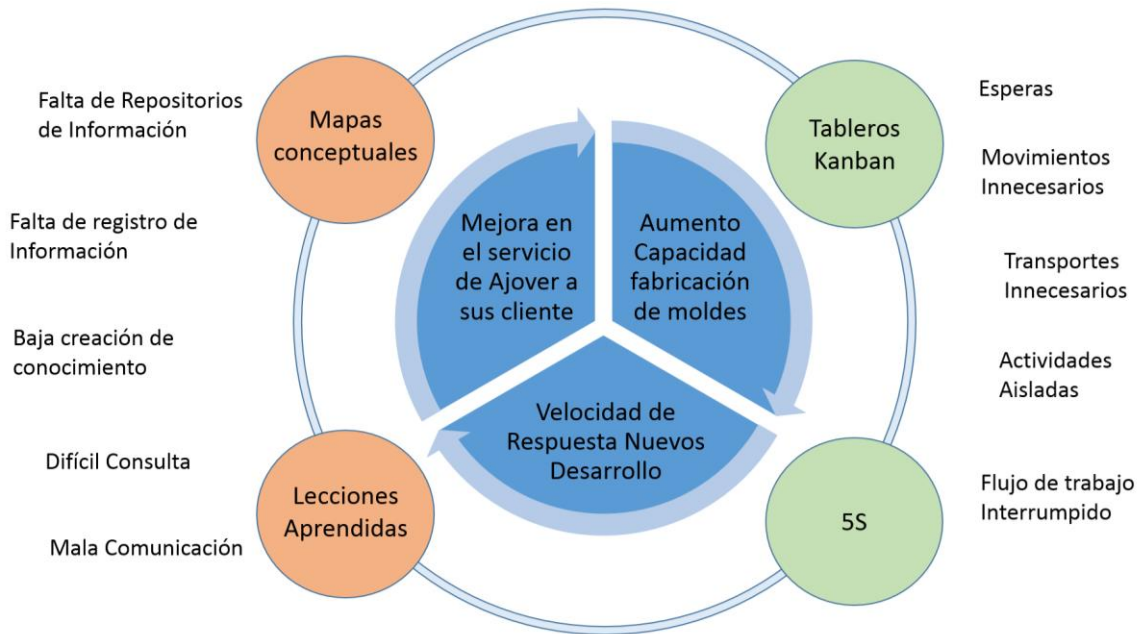 Falta de Repositorios
de Información
Falta de registro de
Información
Baja creación de
conocimiento
Difícil Consulta
Mala Comunicación
Mapas
conceptuales
Lecciones
Aprendidas
Mejora en
el servicio
de Ajover a
sus cliente
Aumento
Capacidad
fabricación
de moldes
Velocidad de
Respuesta Nuevos
Desarrollo
Tableros
Kanban
5S
Esperas
Movimientos
Innecesarios
Transportes
Innecesarios
Actividades
Aisladas
Flujo de trabajo
Interrumpido